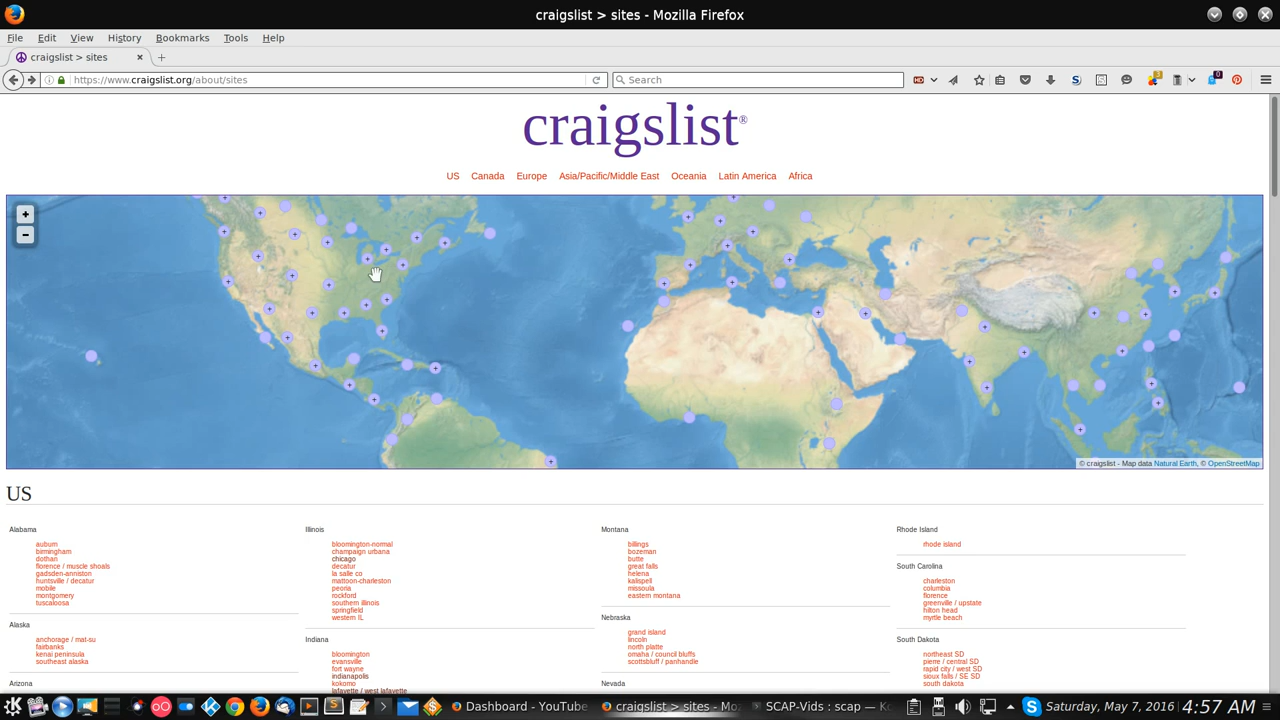 craigslist > sites - Mozilla Firefox
File Edit View History Bookmarks Tools Help
craigslist > sites
https://www.craigslist.org/about/sites
Search
HD
3
0
craigslist®
US Canada Europe Asia/Pacific/Middle East Oceania Latin America Africa
+
-
© craigslist - Map data Natural Earth, © OpenStreetMap
US
Alabama
auburn
birmingham
dothan
florence / muscle shoals
gadsden-anniston
huntsville / decatur
mobile
montgomery
tuscaloosa
Alaska
anchorage / mat-su
fairbanks
kenai peninsula
southeast alaska
Arizona
Illinois
bloomington-normal
champaign urbana
chicago
decatur
la salle co
mattoon-charleston
peoria
rockford
southern illinois
springfield
western IL
Indiana
bloomington
evansville
fort wayne
indianapolis
kokomo
lafayette / west lafayette
Montana
billings
bozeman
butte
great falls
helena
kalispell
missoula
eastern montana
Nebraska
grand island
lincoln
north platte
omaha / council bluffs
scottsbluff / panhandle
Nevada
Rhode Island
rhode island
South Carolina
charleston
columbia
florence
greenville / upstate
hilton head
myrtle beach
South Dakota
northeast SD
pierre / central SD
rapid city / west SD
sioux falls / SE SD
south dakota
Dashboard - YouTube
craigslist > sites - Mo
SCAP-Vids : scap — K
Saturday, May 7, 2016 4:57 AM